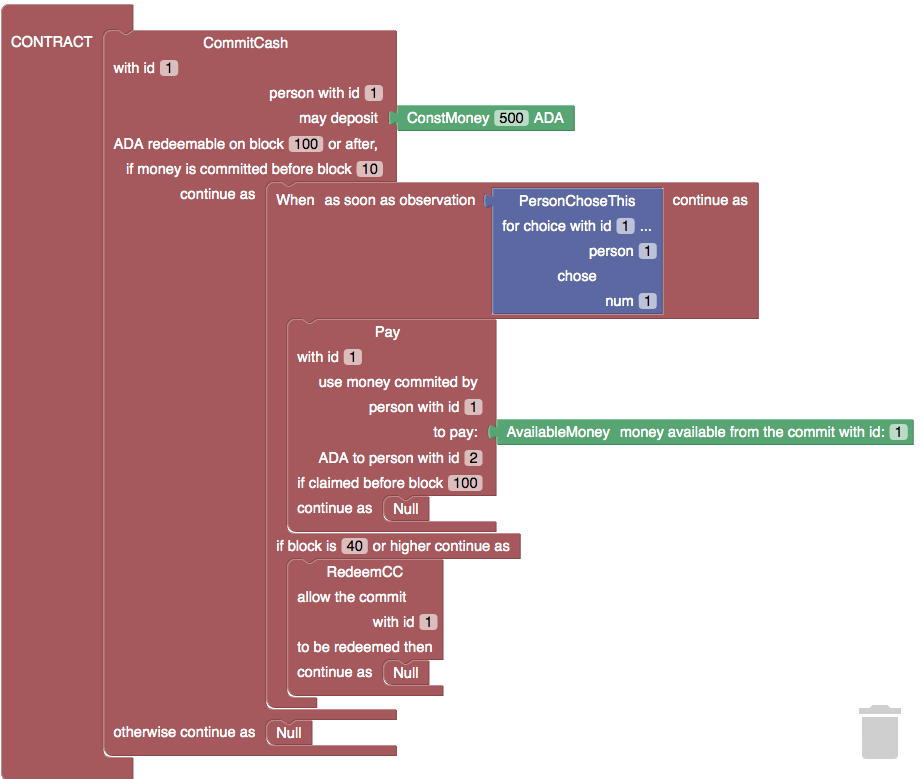 CONTRACT
CommitCash
with id 1
person with id 1
may deposit ConstMoney 500 ADA
ADA redeemable on block 100 or after,
if money is committed before block 10
continue as When as soon as observation PersonChoseThis continue as
for choice with id 1 ...
person 1
chose
num 1
Pay
with id 1
use money commited by
person with id 1
to pay: AvailableMoney money available from the commit with id: 1
ADA to person with id 2
if claimed before block 100
continue as Null
if block is 40 or higher continue as
RedeemCC
allow the commit
with id 1
to be redeemed then
continue as Null
otherwise continue as Null